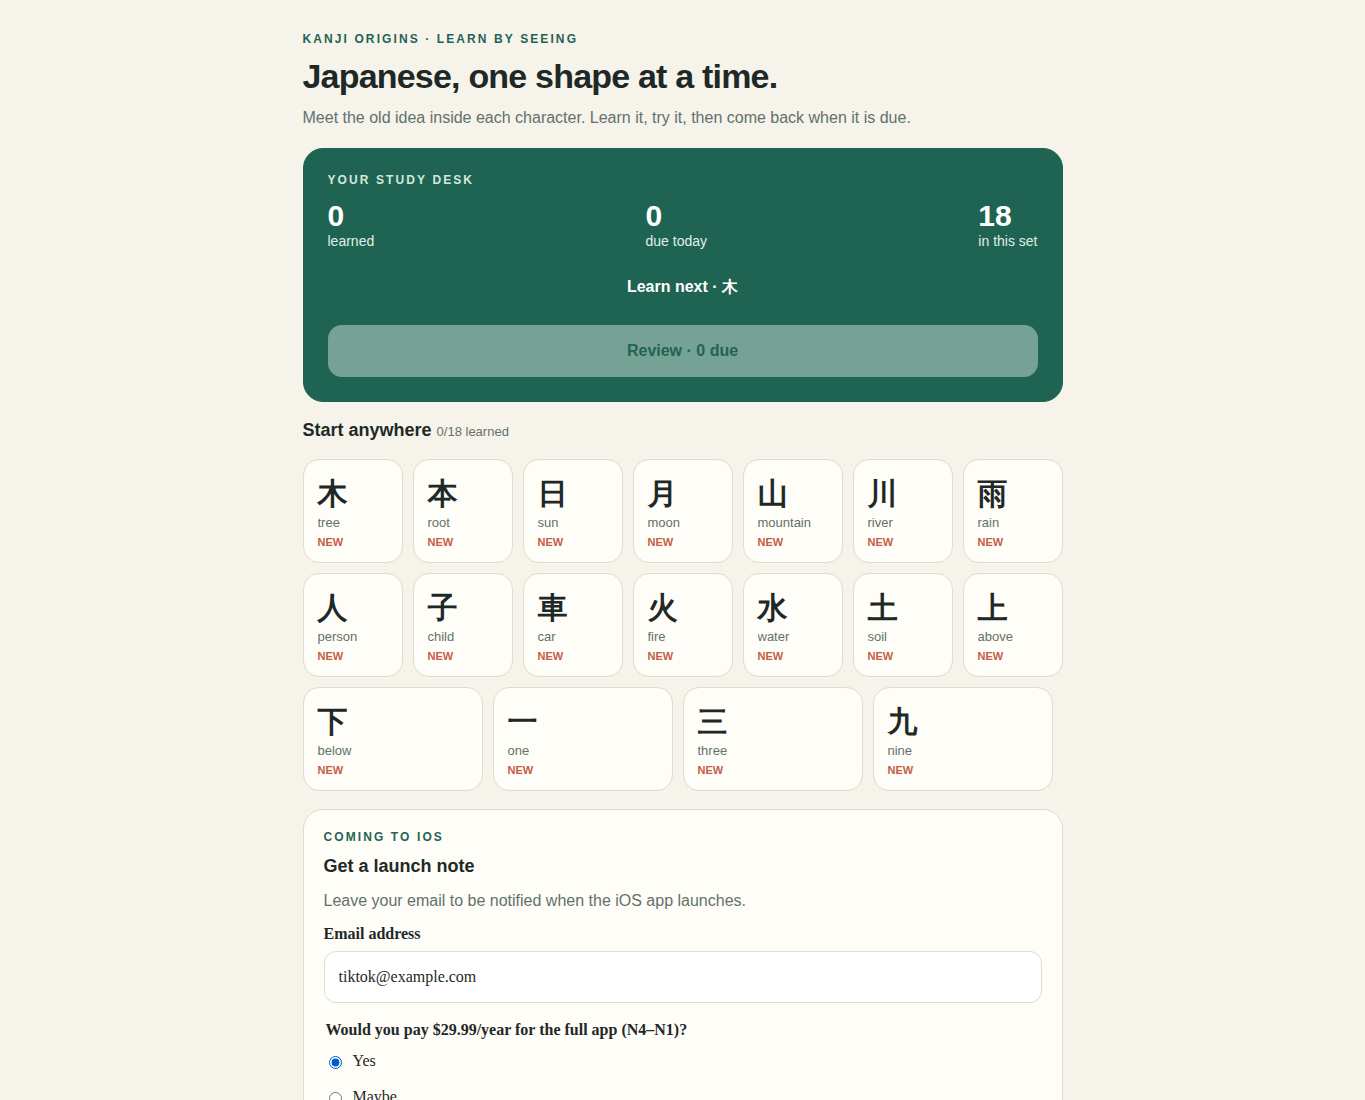 KANJI ORIGINS · LEARN BY SEEING
Japanese, one shape at a time.
Meet the old idea inside each character. Learn it, try it, then come back when it is due.
YOUR STUDY DESK
0 0 18
learned due today in this set
Learn next · 木
Review · 0 due
Start anywhere 0/18 learned
木 本 日 月 山 川 雨
tree root sun moon mountain river rain
NEW NEW NEW NEW NEW NEW NEW
人 子 車 火 水 土 上
person child car fire water soil above
NEW NEW NEW NEW NEW NEW NEW
下 一 三 九
below one three nine
NEW NEW NEW NEW
COMING TO IOS
Get a launch note
Leave your email to be notified when the iOS app launches.
Email address
tiktok@example.com
Would you pay $29.99/year for the full app (N4–N1)?
Yes
Maybe